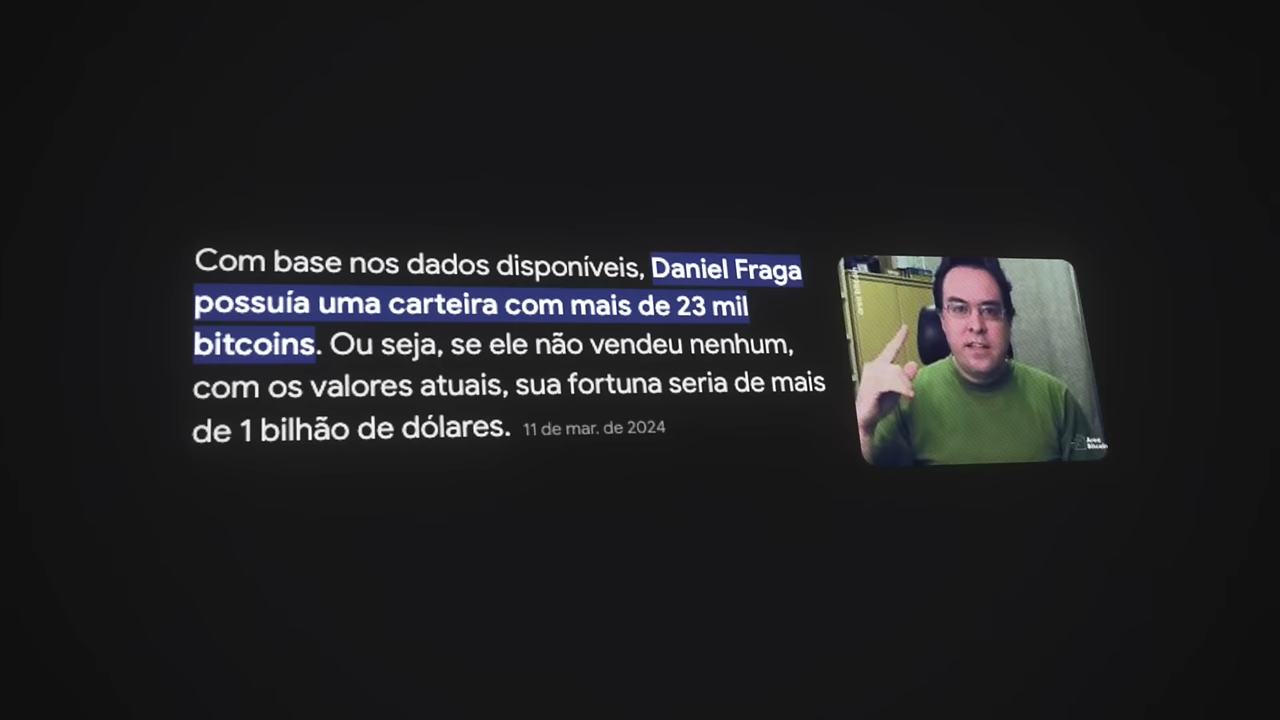 Com base nos dados disponíveis, Daniel Fraga
possuía uma carteira com mais de 23 mil
bitcoins. Ou seja, se ele não vendeu nenhum,
com os valores atuais, sua fortuna seria de mais
de 1 bilhão de dólares. 11 de mar. de 2024
Área
Bitcoin